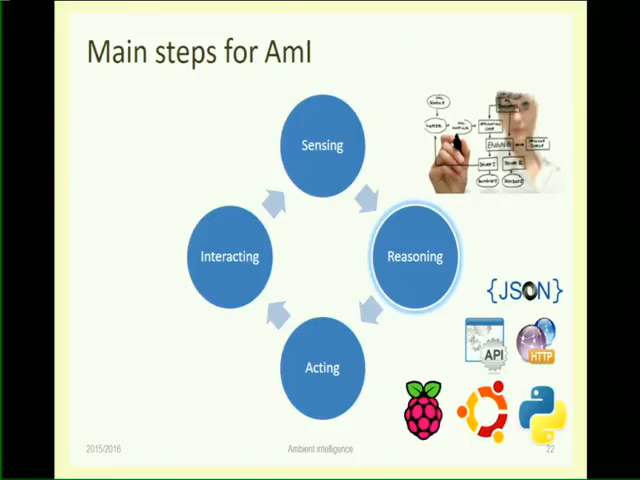 Main steps for AmI
Sensing
Interacting
Reasoning
{JSON}
API
HTTP
Acting
2015/2016
Ambient intelligence
22